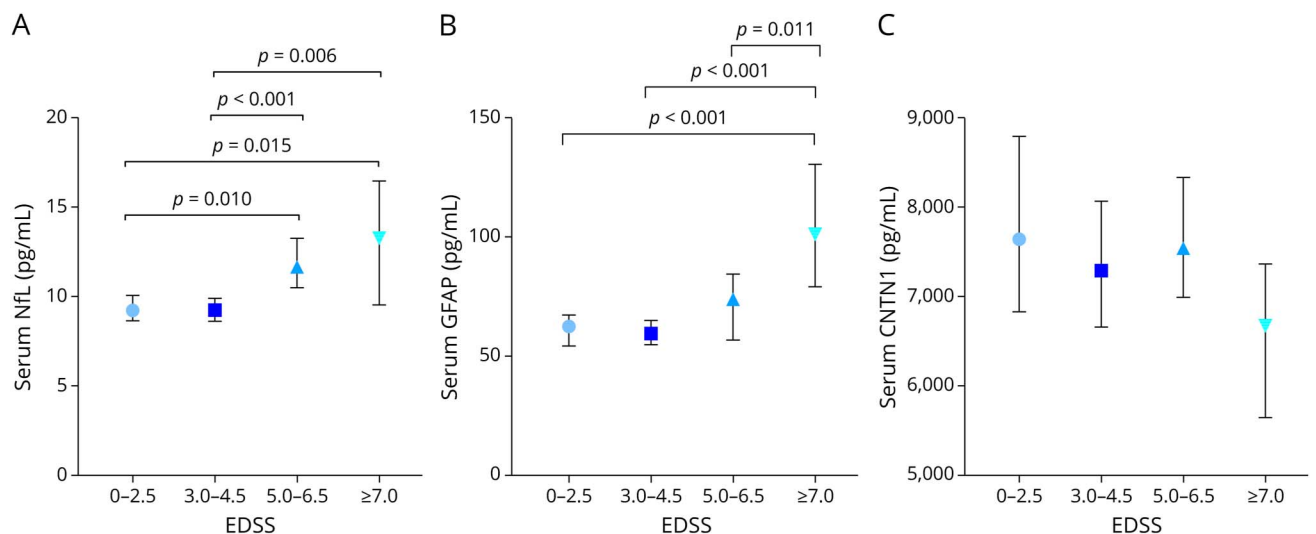 A
p = 0.006
p < 0.001
p = 0.015
p = 0.010
20
15
10
5
0
Serum NfL (pg/mL)
0–2.5 3.0–4.5 5.0–6.5 ≥7.0
EDSS
B
p = 0.011
p < 0.001
p < 0.001
150
100
50
0
Serum GFAP (pg/mL)
0–2.5 3.0–4.5 5.0–6.5 ≥7.0
EDSS
C
9,000
8,000
7,000
6,000
5,000
Serum CNTN1 (pg/mL)
0–2.5 3.0–4.5 5.0–6.5 ≥7.0
EDSS